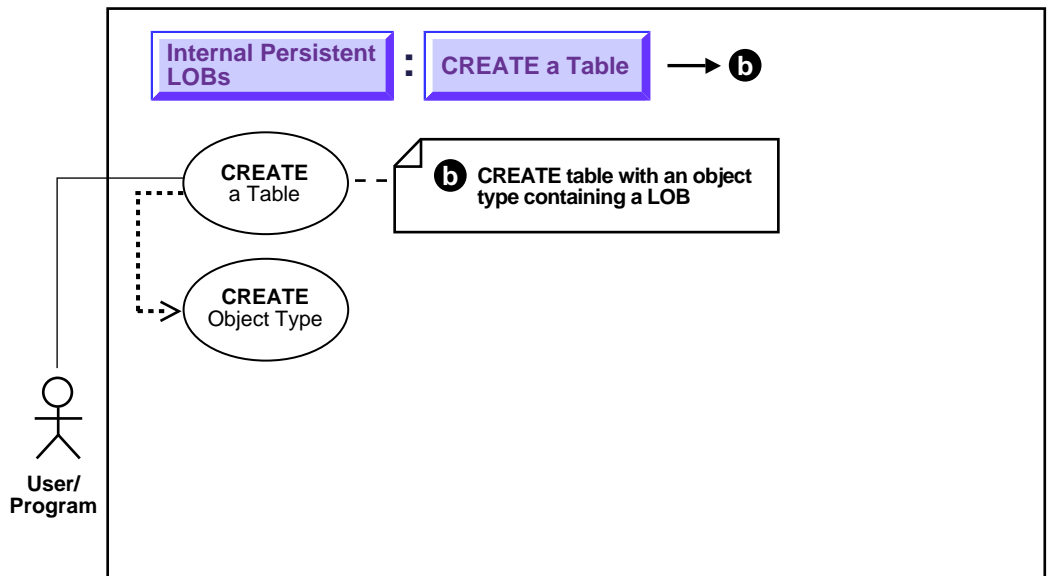 Internal Persistent
LOBs
:
CREATE a Table
b
CREATE
a Table
b CREATE table with an object
type containing a LOB
CREATE
Object Type
User/
Program